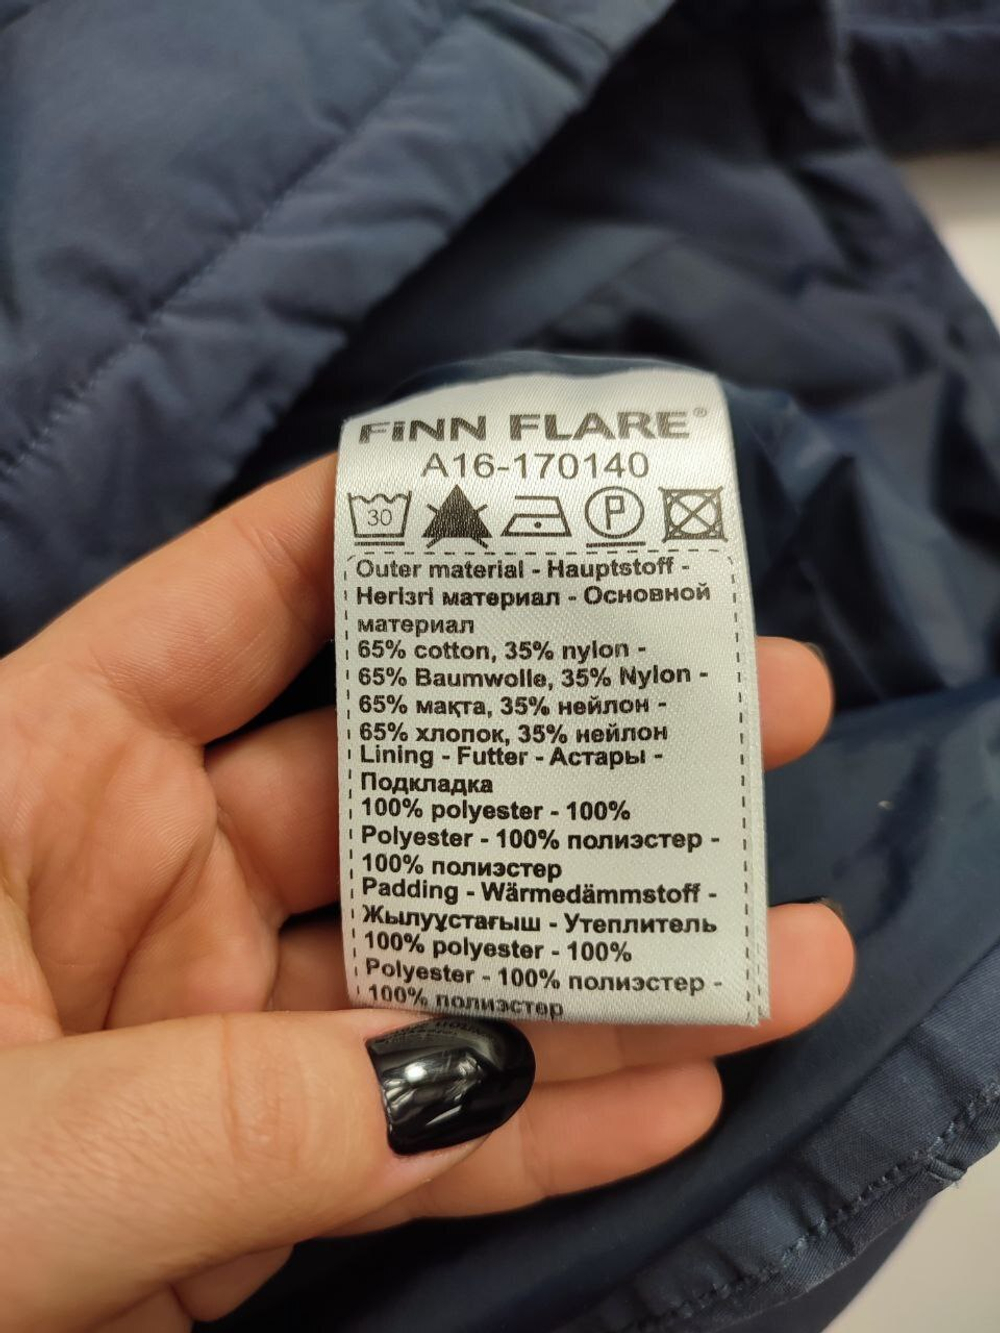 FiNN FLARE®
A16-170140
30 P
Outer material - Hauptstoff -
Негізгі материал - Основной
материал
65% cotton, 35% nylon -
65% Baumwolle, 35% Nylon -
65% мақта, 35% нейлон -
65% хлопок, 35% нейлон
Lining - Futter - Астары -
Подкладка
100% polyester - 100%
Polyester - 100% полиэстер -
100% полиэстер
Padding - Wärmedämmstoff -
Жылуұстағыш - Утеплитель
100% polyester - 100%
Polyester - 100% полиэстер -
100% полиэстер